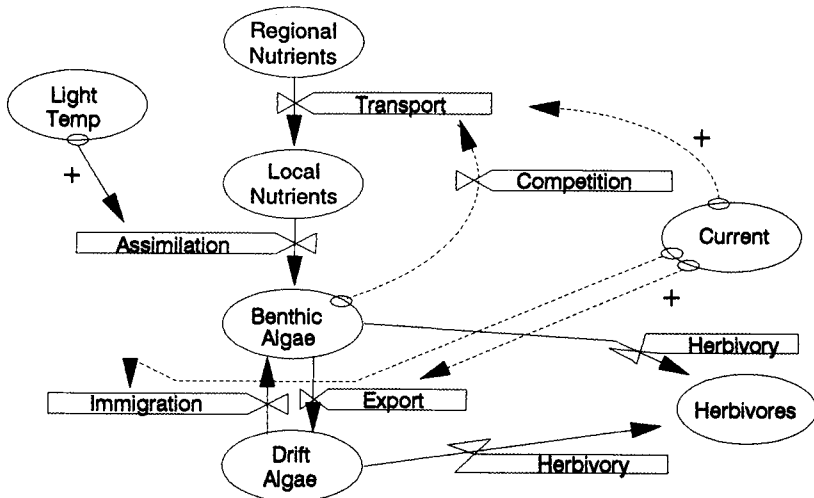 Regional
Nutrients
Light
Temp
Transport
+
+
Local
Nutrients
Competition
Assimilation
Current
+
Benthic
Algae
Herbivory
Immigration
Export
Herbivores
Drift
Algae
Herbivory